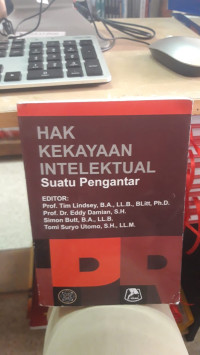 HAK
KEKAYAAN
INTELEKTUAL
Suatu Pengantar
EDITOR:
Prof. Tim Lindsey, B.A., LL.B., BLitt, Ph.D.
Prof. Dr. Eddy Damian, S.H.
Simon Butt, B.A., LL.B.
Tomi Suryo Utomo, S.H., LL.M.